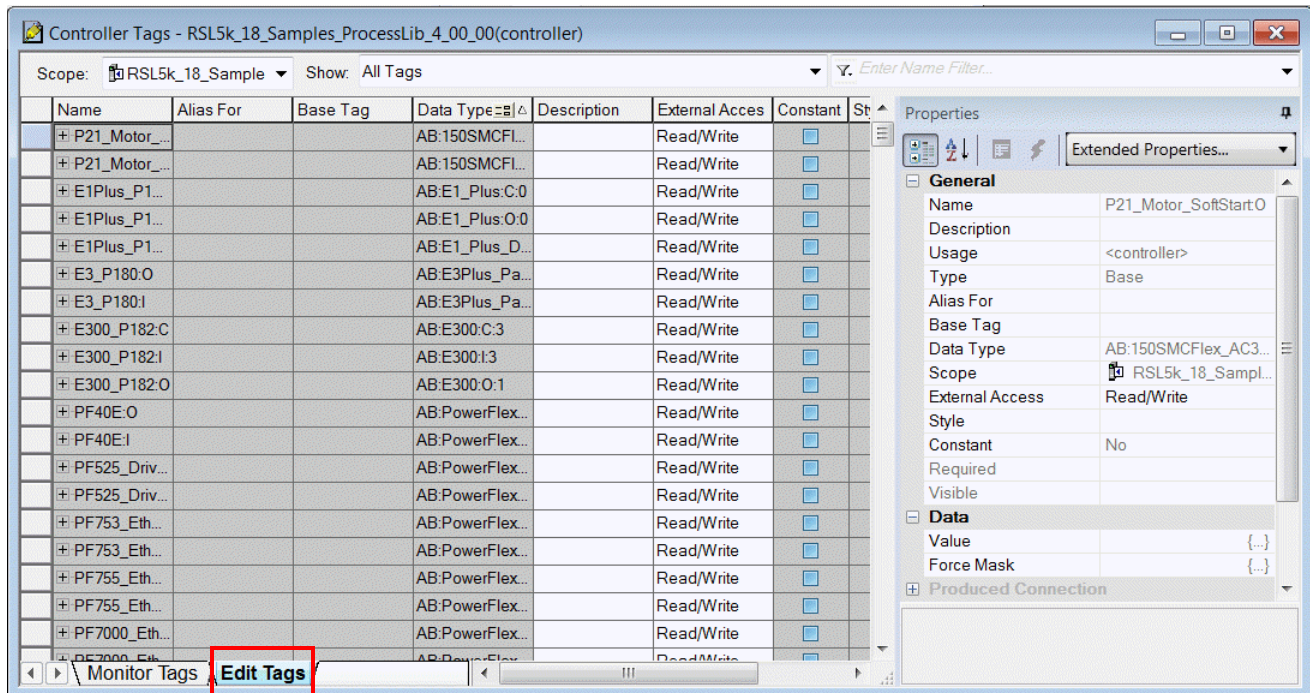 Controller Tags - RSL5k_18_Samples_ProcessLib_4_00_00(controller)
Scope: RSL5k_18_Sample Show: All Tags Enter Name Filter...
Name Alias For Base Tag Data Type Description External Acces Constant Sty
P21_Motor_... AB:150SMCFl... Read/Write
P21_Motor_... AB:150SMCFl... Read/Write
E1Plus_P1... AB:E1_Plus:C:0 Read/Write
E1Plus_P1... AB:E1_Plus:O:0 Read/Write
E1Plus_P1... AB:E1_Plus_D... Read/Write
E3_P180:O AB:E3Plus_Pa... Read/Write
E3_P180:I AB:E3Plus_Pa... Read/Write
E300_P182:C AB:E300:C:3 Read/Write
E300_P182:I AB:E300:I:3 Read/Write
E300_P182:O AB:E300:O:1 Read/Write
PF40E:O AB:PowerFlex... Read/Write
PF40E:I AB:PowerFlex... Read/Write
PF525_Driv... AB:PowerFlex... Read/Write
PF525_Driv... AB:PowerFlex... Read/Write
PF753_Eth... AB:PowerFlex... Read/Write
PF753_Eth... AB:PowerFlex... Read/Write
PF755_Eth... AB:PowerFlex... Read/Write
PF755_Eth... AB:PowerFlex... Read/Write
PF7000_Eth... AB:PowerFlex... Read/Write
PF7000_Eth... AB:PowerFlex... Read/Write
Monitor Tags Edit Tags
Properties
Extended Properties...
General
Name P21_Motor_SoftStart:O
Description
Usage <controller>
Type Base
Alias For
Base Tag
Data Type AB:150SMCFlex_AC3...
Scope RSL5k_18_Sampl...
External Access Read/Write
Style
Constant No
Required
Visible
Data
Value {...}
Force Mask {...}
Produced Connection